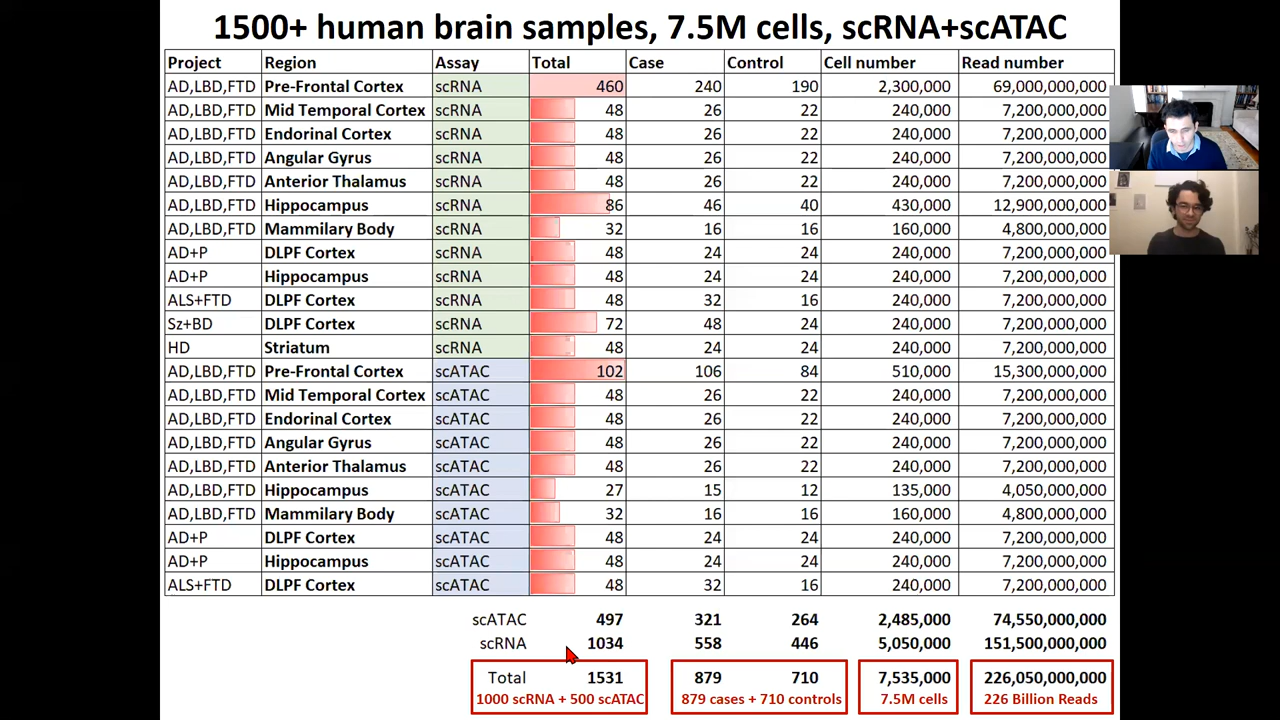 1500+ human brain samples, 7.5M cells, scRNA+scATAC
Project Region Assay Total Case Control Cell number Read number
AD,LBD,FTD Pre-Frontal Cortex scRNA 460 240 190 2,300,000 69,000,000,000
AD,LBD,FTD Mid Temporal Cortex scRNA 48 26 22 240,000 7,200,000,000
AD,LBD,FTD Endorinal Cortex scRNA 48 26 22 240,000 7,200,000,000
AD,LBD,FTD Angular Gyrus scRNA 48 26 22 240,000 7,200,000,000
AD,LBD,FTD Anterior Thalamus scRNA 48 26 22 240,000 7,200,000,000
AD,LBD,FTD Hippocampus scRNA 86 46 40 430,000 12,900,000,000
AD,LBD,FTD Mammilary Body scRNA 32 16 16 160,000 4,800,000,000
AD+P DLPF Cortex scRNA 48 24 24 240,000 7,200,000,000
AD+P Hippocampus scRNA 48 24 24 240,000 7,200,000,000
ALS+FTD DLPF Cortex scRNA 48 32 16 240,000 7,200,000,000
Sz+BD DLPF Cortex scRNA 72 48 24 240,000 7,200,000,000
HD Striatum scRNA 48 24 24 240,000 7,200,000,000
AD,LBD,FTD Pre-Frontal Cortex scATAC 102 106 84 510,000 15,300,000,000
AD,LBD,FTD Mid Temporal Cortex scATAC 48 26 22 240,000 7,200,000,000
AD,LBD,FTD Endorinal Cortex scATAC 48 26 22 240,000 7,200,000,000
AD,LBD,FTD Angular Gyrus scATAC 48 26 22 240,000 7,200,000,000
AD,LBD,FTD Anterior Thalamus scATAC 48 26 22 240,000 7,200,000,000
AD,LBD,FTD Hippocampus scATAC 27 15 12 135,000 4,050,000,000
AD,LBD,FTD Mammilary Body scATAC 32 16 16 160,000 4,800,000,000
AD+P DLPF Cortex scATAC 48 24 24 240,000 7,200,000,000
AD+P Hippocampus scATAC 48 24 24 240,000 7,200,000,000
ALS+FTD DLPF Cortex scATAC 48 32 16 240,000 7,200,000,000
scATAC 497 321 264 2,485,000 74,550,000,000
scRNA 1034 558 446 5,050,000 151,500,000,000
Total 1531 879 710 7,535,000 226,050,000,000
1000 scRNA + 500 scATAC 879 cases + 710 controls 7.5M cells 226 Billion Reads